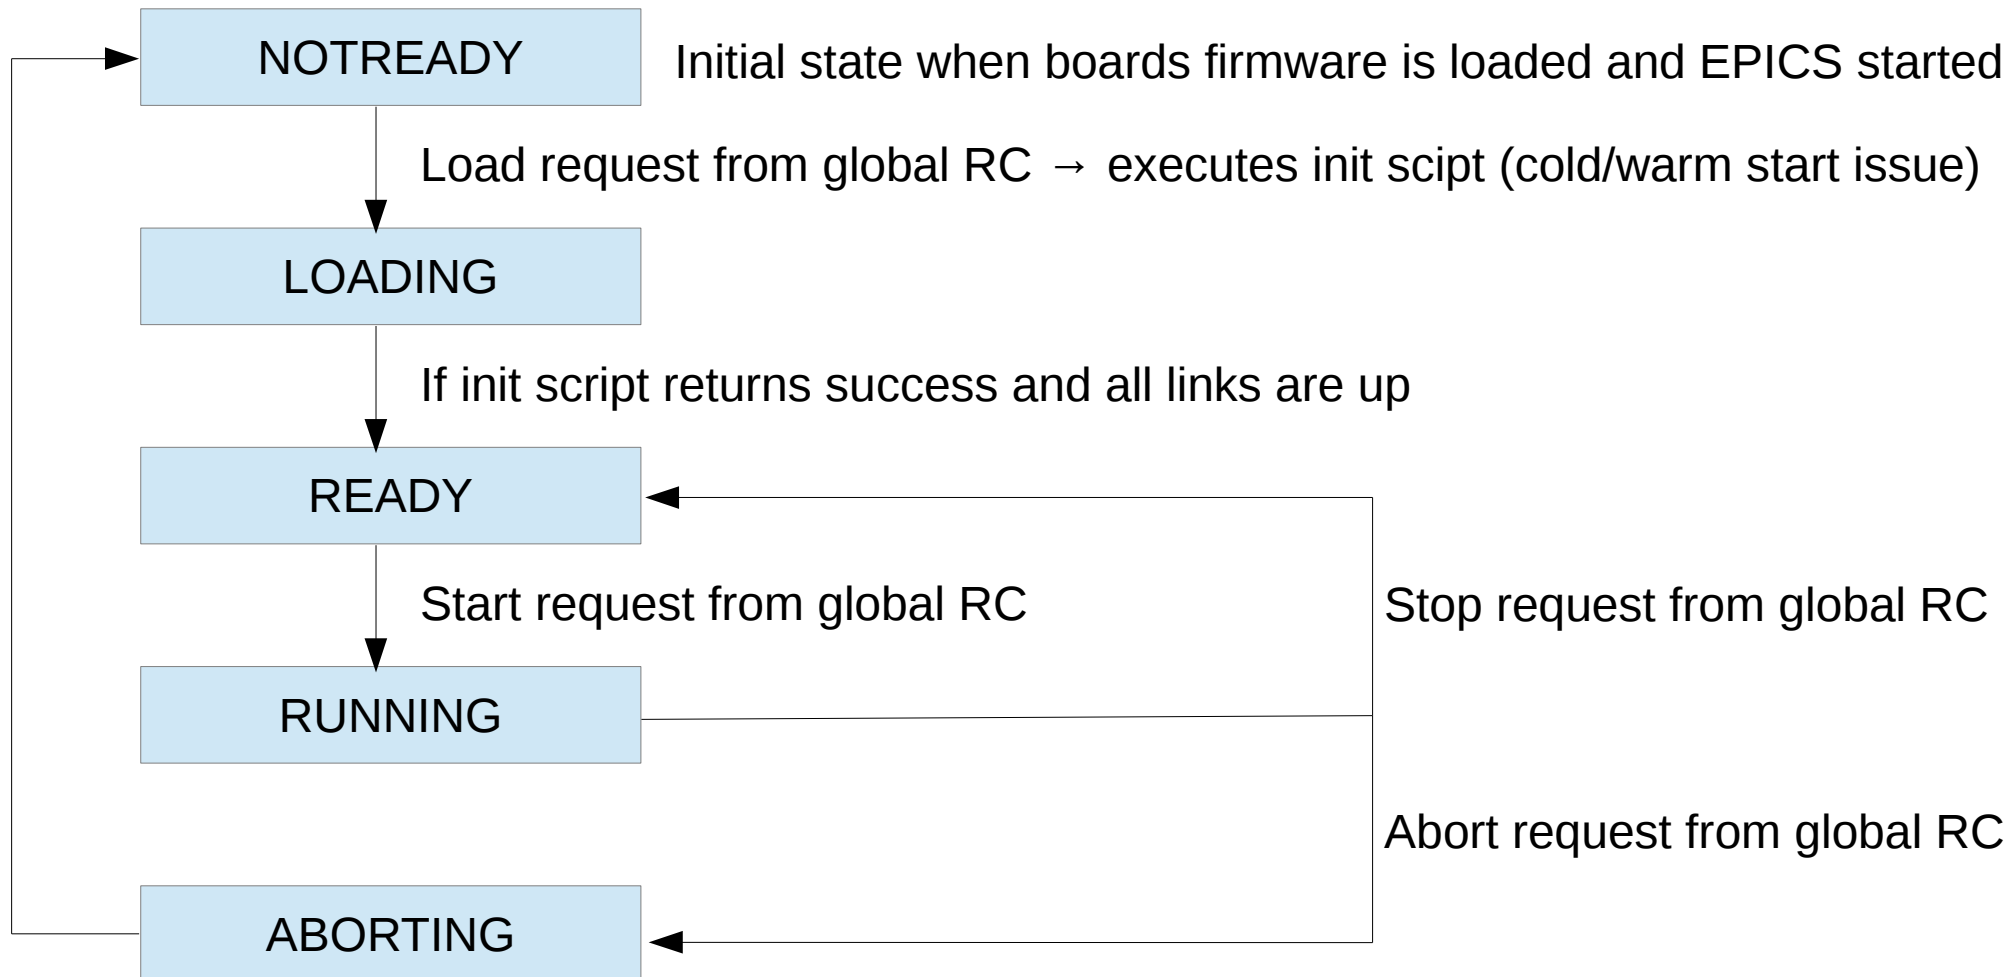 NOTREADY
Initial state when boards firmware is loaded and EPICS started
Load request from global RC → executes init scipt (cold/warm start issue)
LOADING
If init script returns success and all links are up
READY
Start request from global RC
Stop request from global RC
RUNNING
Abort request from global RC
ABORTING